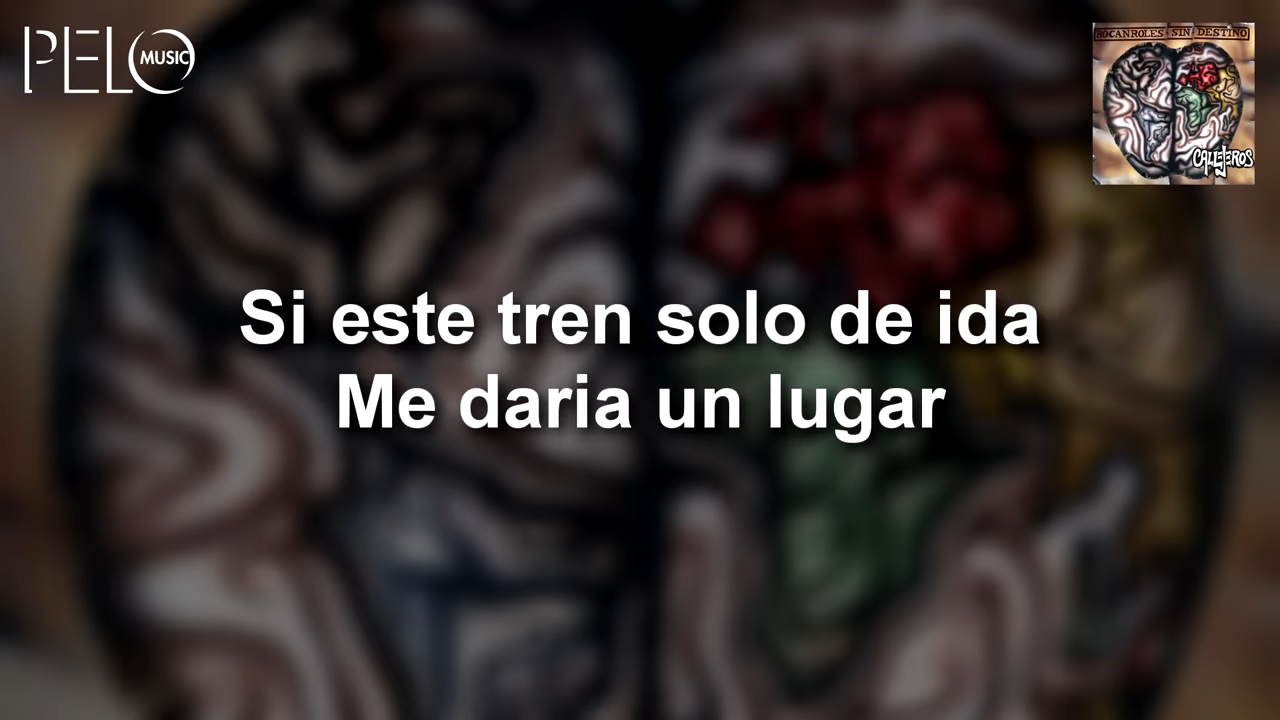 PELO MUSIC
ROCANROLES SIN DESTINO
CALLEJEROS
Si este tren solo de ida
Me daria un lugar